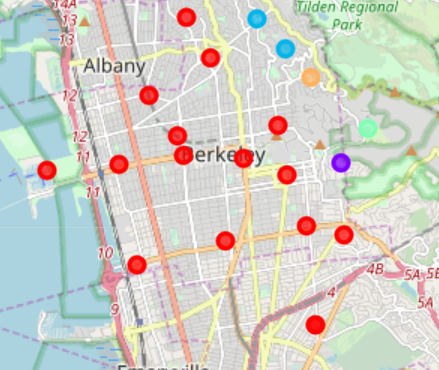 14A
13
13
Tilden Regional
Park
Albany
12
12
11
Berkeley
11
10
4B
5A
5B
4
5A
9
Emeryville